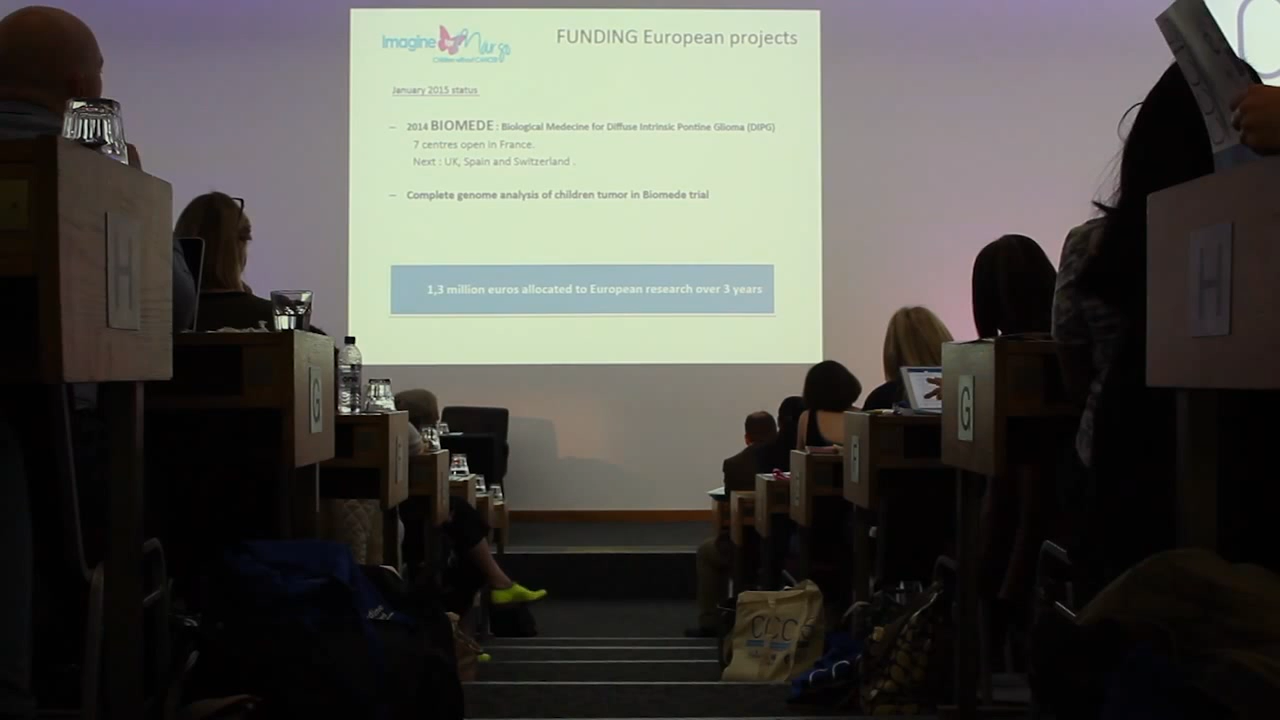 imagine
for
Margo
Children without CANCER
FUNDING European projects
January 2015 status
– 2014 BIOMEDE : Biological Medecine for Diffuse Intrinsic Pontine Glioma (DIPG)
7 centres open in France.
Next : UK, Spain and Switzerland .
– Complete genome analysis of children tumor in Biomede trial
1,3 million euros allocated to European research over 3 years
H
H
G
G
F
F